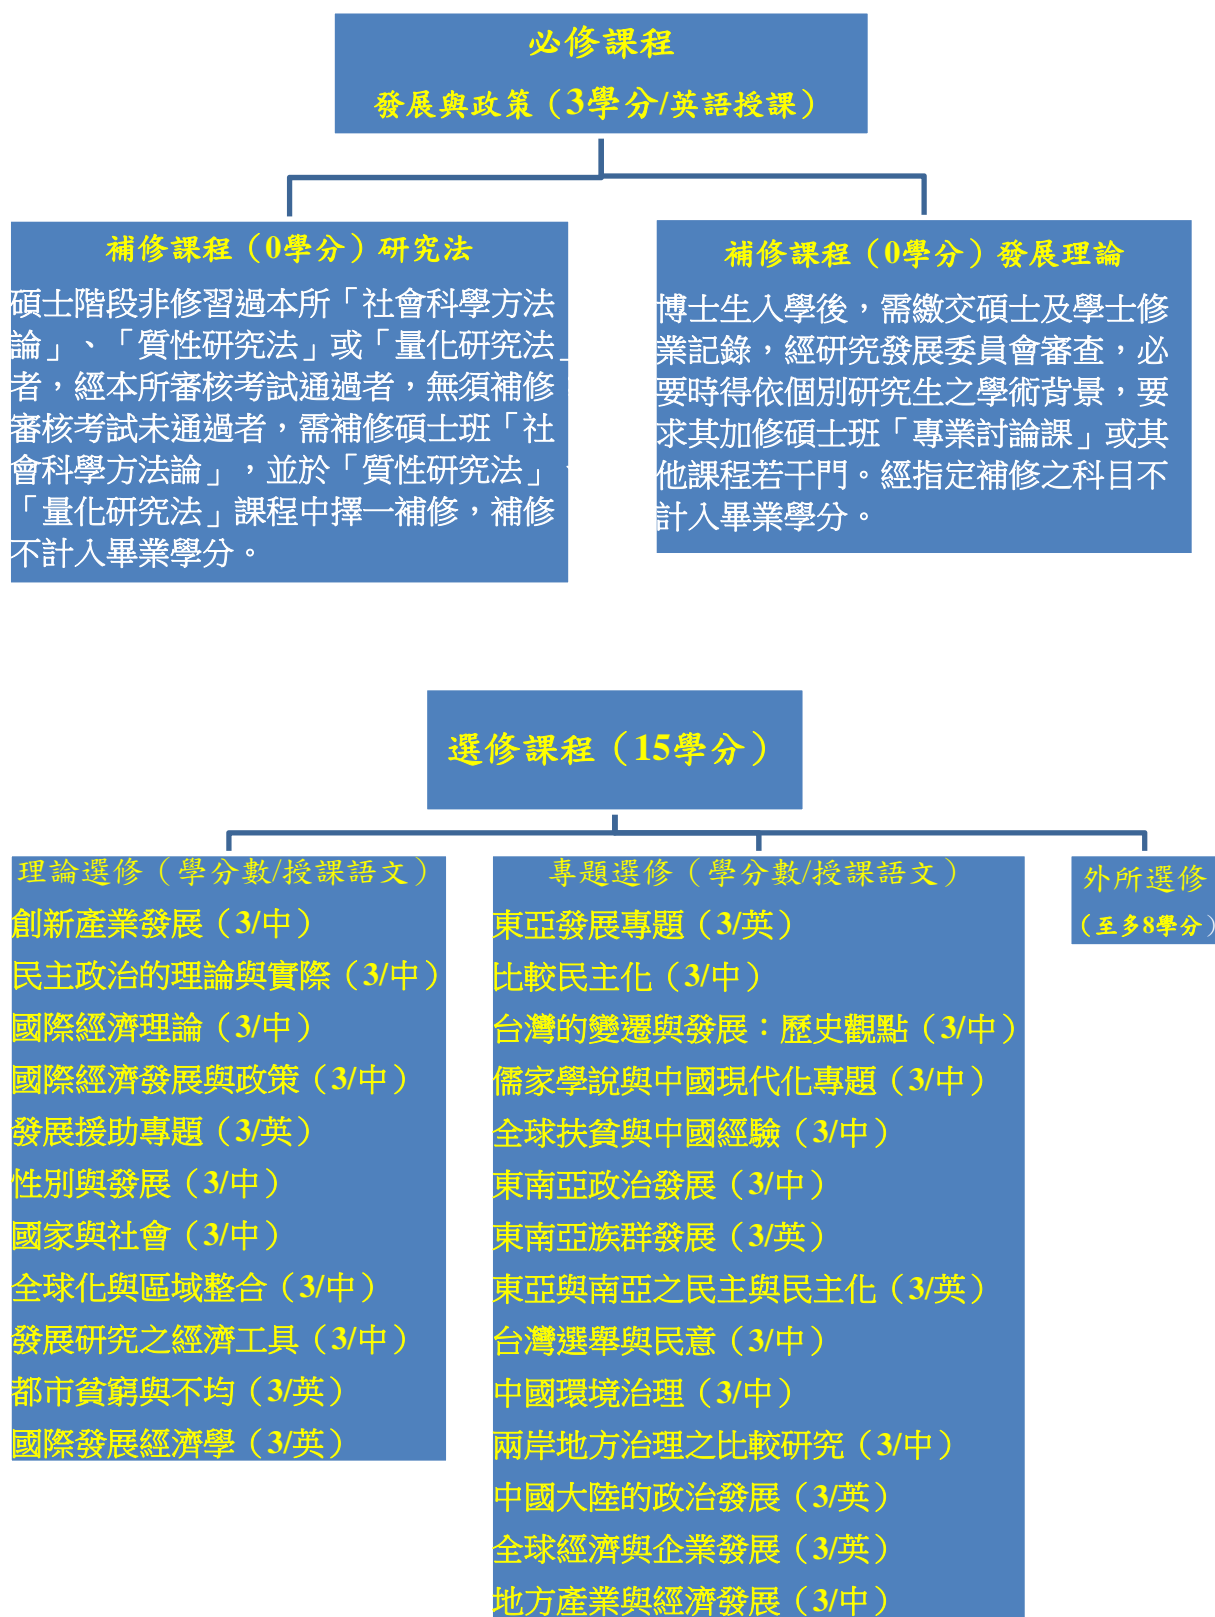 必修課程
發展與政策（3學分/英語授課）
補修課程（0學分）研究法
碩士階段非修習過本所「社會科學方法
論」、「質性研究法」或「量化研究法」
者，經本所審核考試通過者，無須補修
審核考試未通過者，需補修碩士班「社
會科學方法論」，並於「質性研究法」、
「量化研究法」課程中擇一補修，補修
不計入畢業學分。
補修課程（0學分）發展理論
博士生入學後，需繳交碩士及學士修
業記錄，經研究發展委員會審查，必
要時得依個別研究生之學術背景，要
求其加修碩士班「專業討論課」或其
他課程若干門。經指定補修之科目不
計入畢業學分。
選修課程（15學分）
理論選修（學分數/授課語文）
創新產業發展（3/中）
民主政治的理論與實際（3/中）
國際經濟理論（3/中）
國際經濟發展與政策（3/中）
發展援助專題（3/英）
性別與發展（3/中）
國家與社會（3/中）
全球化與區域整合（3/中）
發展研究之經濟工具（3/中）
都市貧窮與不均（3/英）
國際發展經濟學（3/英）
專題選修（學分數/授課語文）
東亞發展專題（3/英）
比較民主化（3/中）
台灣的變遷與發展：歷史觀點（3/中）
儒家學說與中國現代化專題（3/中）
全球扶貧與中國經驗（3/中）
東南亞政治發展（3/中）
東南亞族群發展（3/英）
東亞與南亞之民主與民主化（3/英）
台灣選舉與民意（3/中）
中國環境治理（3/中）
兩岸地方治理之比較研究（3/中）
中國大陸的政治發展（3/英）
全球經濟與企業發展（3/英）
地方產業與經濟發展（3/中）
外所選修
（至多8學分）